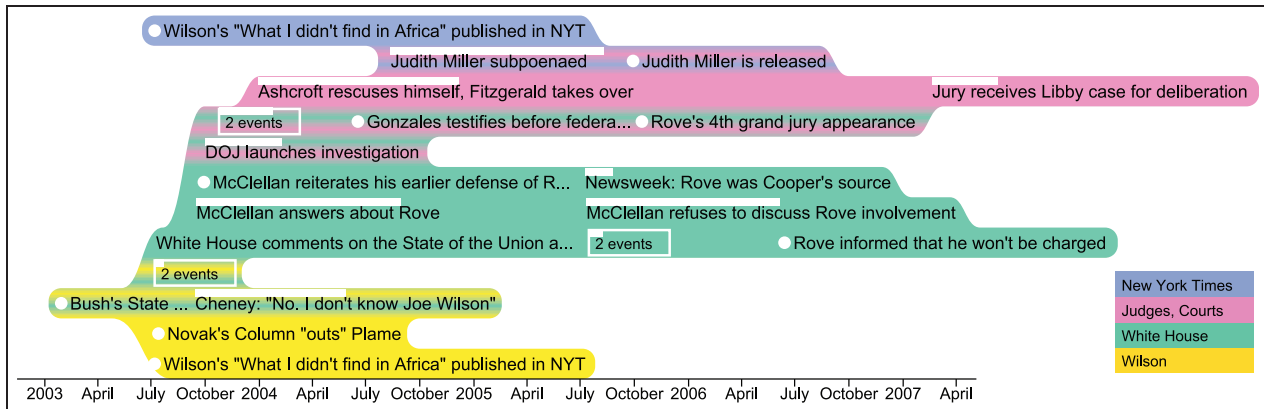 Wilson's "What I didn't find in Africa" published in NYT
Judith Miller subpoenaed Judith Miller is released
Ashcroft rescuses himself, Fitzgerald takes over Jury receives Libby case for deliberation
2 events Gonzales testifies before federa... Rove's 4th grand jury appearance
DOJ launches investigation
McClellan reiterates his earlier defense of R... Newsweek: Rove was Cooper's source
McClellan answers about Rove McClellan refuses to discuss Rove involvement
White House comments on the State of the Union a... 2 events Rove informed that he won't be charged
2 events
Bush's State ... Cheney: "No. I don't know Joe Wilson"
Novak's Column "outs" Plame
Wilson's "What I didn't find in Africa" published in NYT
New York Times
Judges, Courts
White House
Wilson
2003 April July October 2004 April July October 2005 April July October 2006 April July October 2007 April